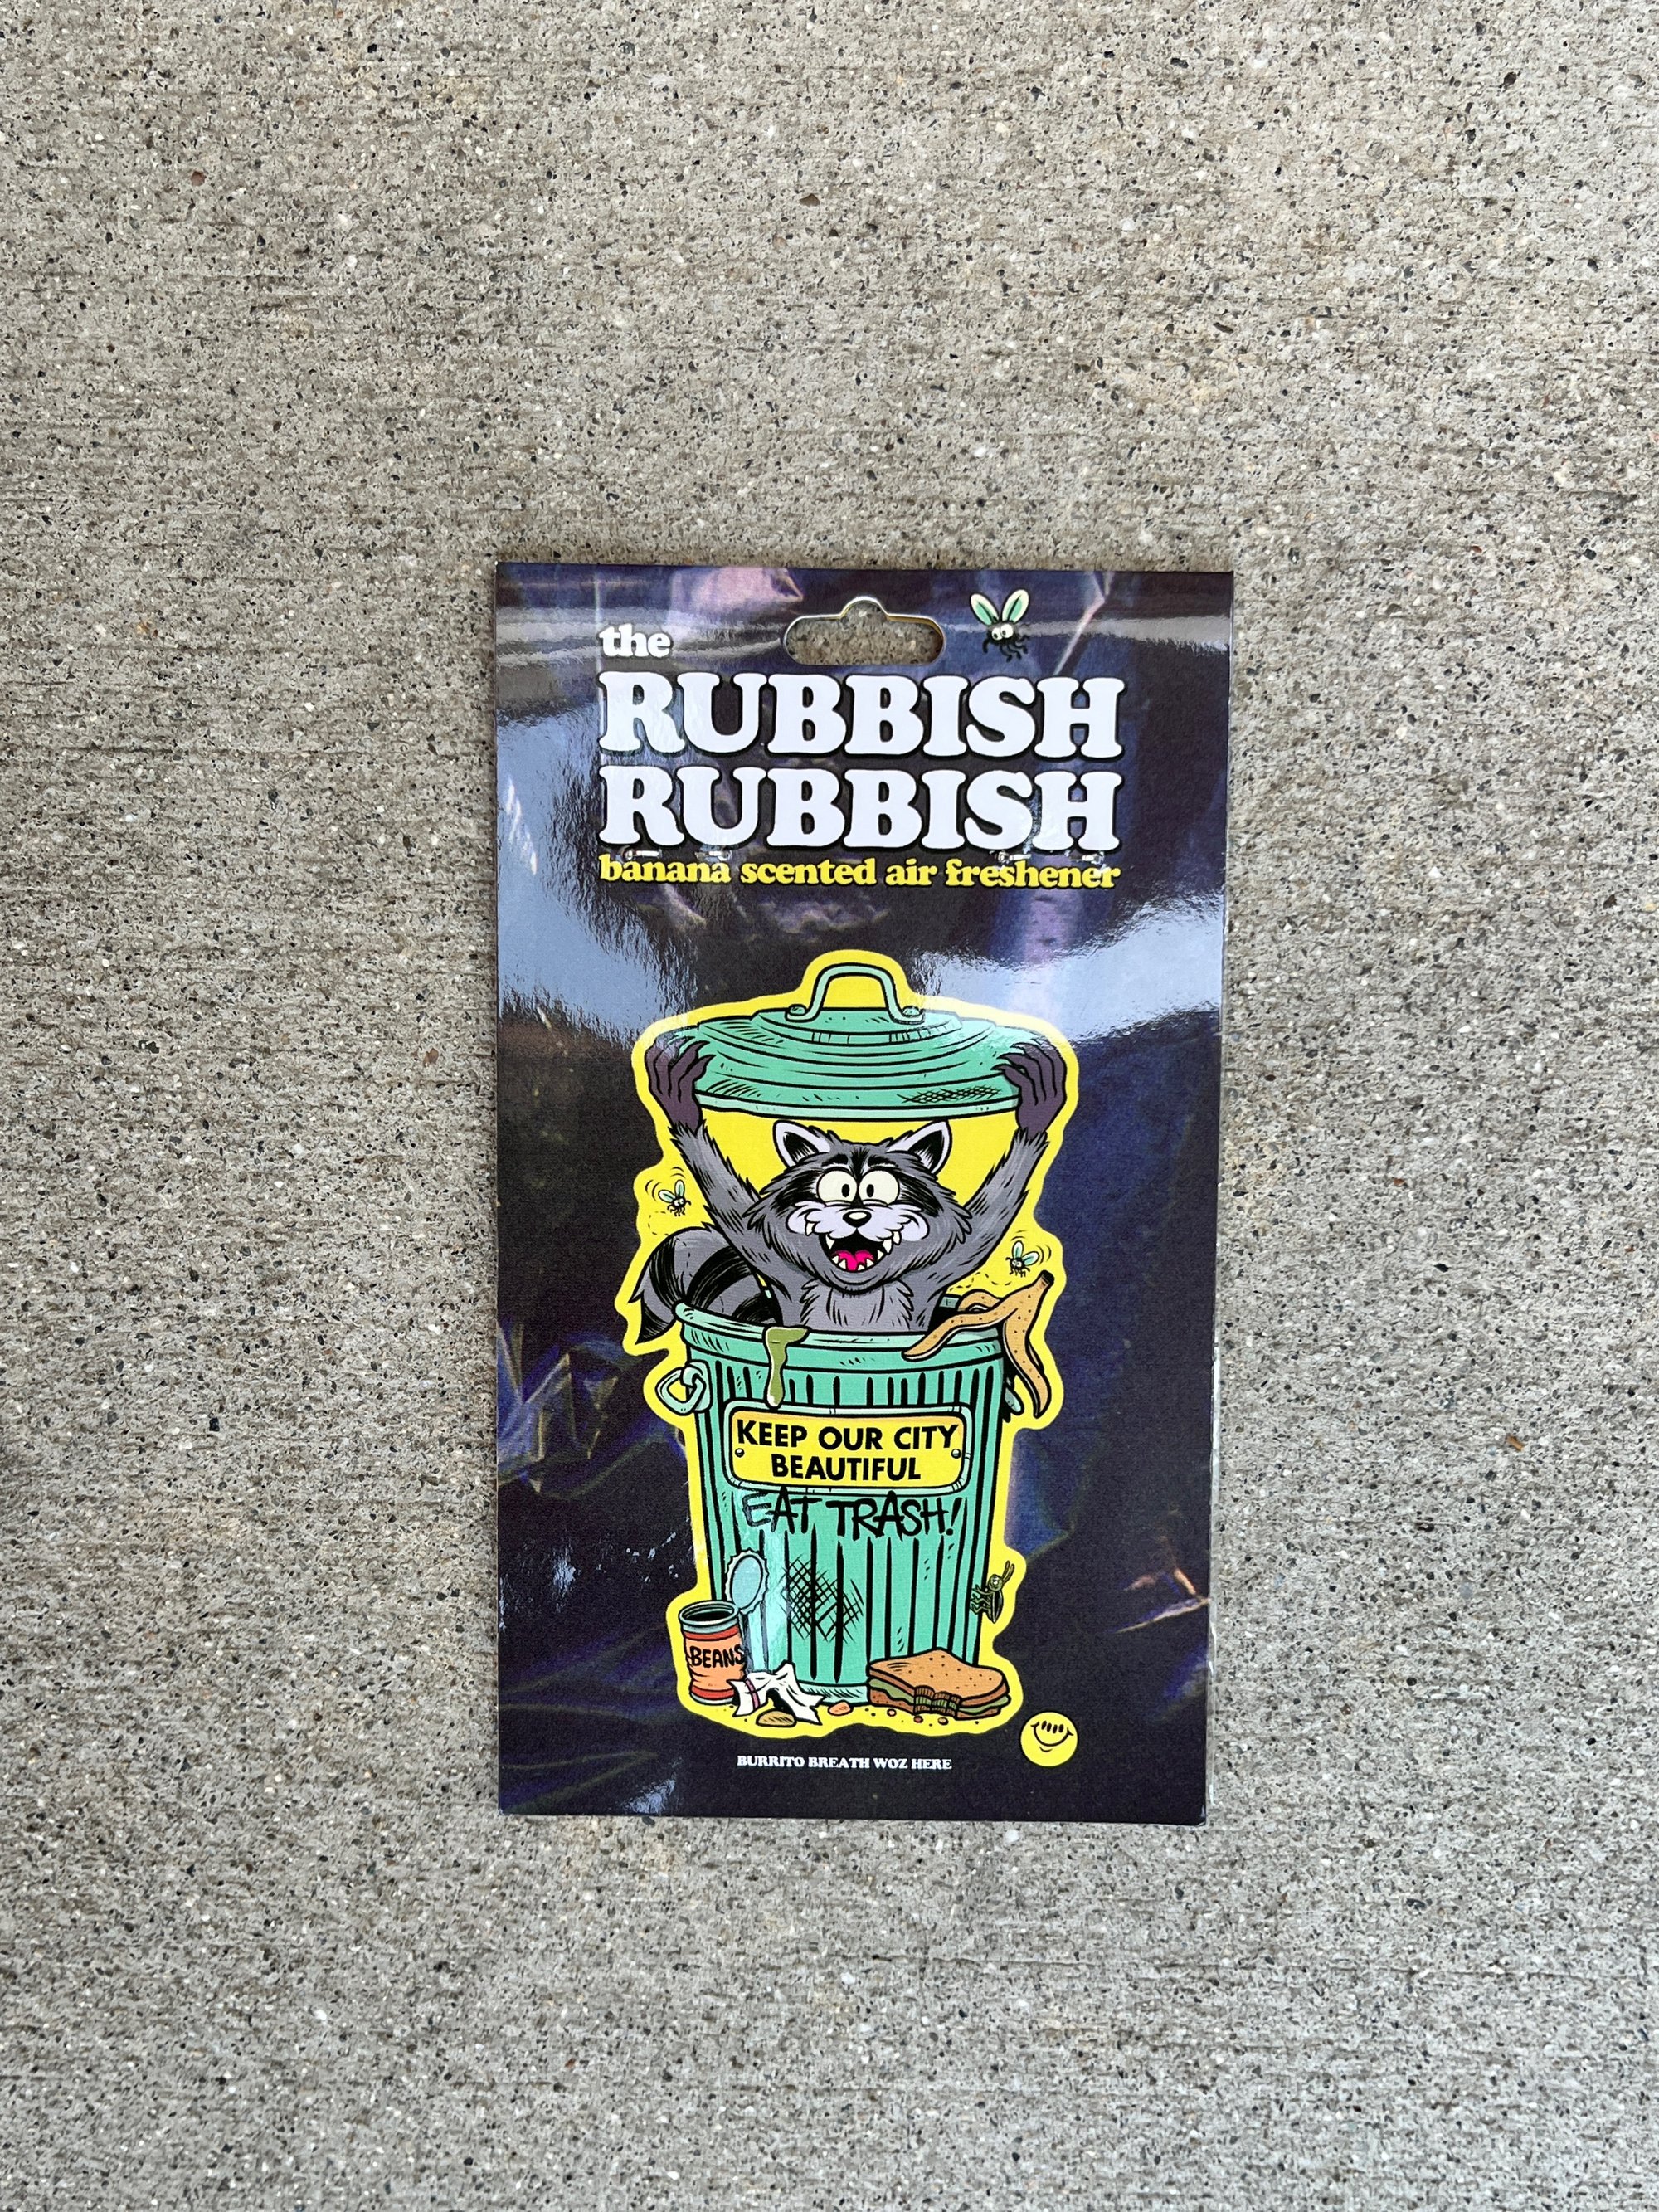 the
RUBBISH
RUBBISH
banana scented air freshener
KEEP OUR CITY
BEAUTIFUL
EAT TRASH!
BEANS
BURRITO BREATH WOZ HERE